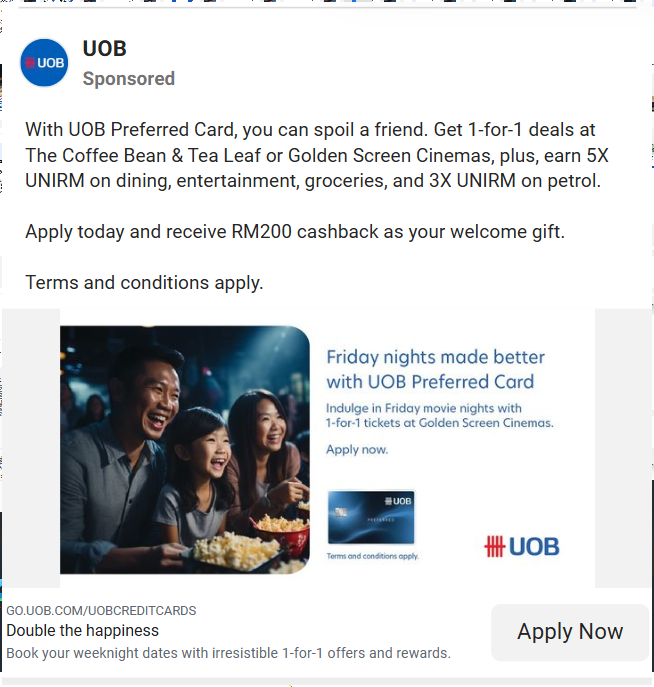 UOB
UOB
Sponsored
With UOB Preferred Card, you can spoil a friend. Get 1-for-1 deals at
The Coffee Bean & Tea Leaf or Golden Screen Cinemas, plus, earn 5X
UNIRM on dining, entertainment, groceries, and 3X UNIRM on petrol.
Apply today and receive RM200 cashback as your welcome gift.
Terms and conditions apply.
Friday nights made better
with UOB Preferred Card
Indulge in Friday movie nights with
1-for-1 tickets at Golden Screen Cinemas.
Apply now.
UOB
PREFERRED
Terms and conditions apply.
UOB
GO.UOB.COM/UOBCREDITCARDS
Double the happiness
Book your weeknight dates with irresistible 1-for-1 offers and rewards.
Apply Now